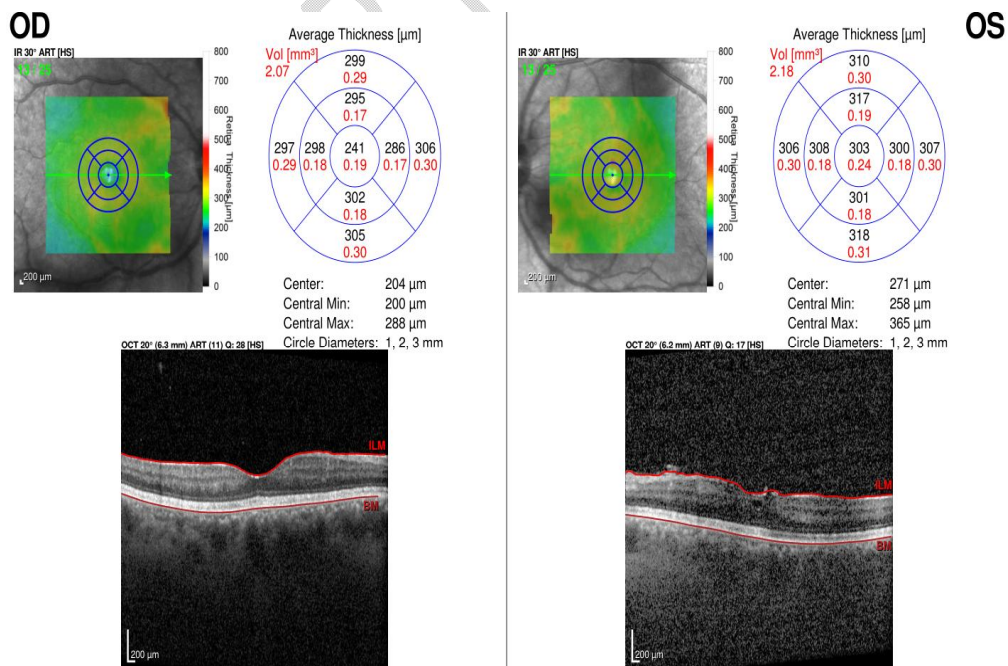 OD
IR 30° ART [HS]
13 / 25
800
700
600
500
400
300
200
100
0
Retina Thickness [µm]
200 µm
Average Thickness [µm]
Vol [mm³]
2.07
299
0.29
295
0.17
297 298 241 286 306
0.29 0.18 0.19 0.17 0.30
302
0.18
305
0.30
Center: 204 µm
Central Min: 200 µm
Central Max: 288 µm
Circle Diameters: 1, 2, 3 mm
OCT 20° (6.3 mm) ART (11) Q: 28 [HS]
ILM
BM
200 µm
OS
IR 30° ART [HS]
13 / 25
800
700
600
500
400
300
200
100
0
Retina Thickness [µm]
200 µm
Average Thickness [µm]
Vol [mm³]
2.18
310
0.30
317
0.19
306 308 303 300 307
0.30 0.18 0.24 0.18 0.30
301
0.18
318
0.31
Center: 271 µm
Central Min: 258 µm
Central Max: 365 µm
Circle Diameters: 1, 2, 3 mm
OCT 20° (6.2 mm) ART (9) Q: 17 [HS]
ILM
BM
200 µm